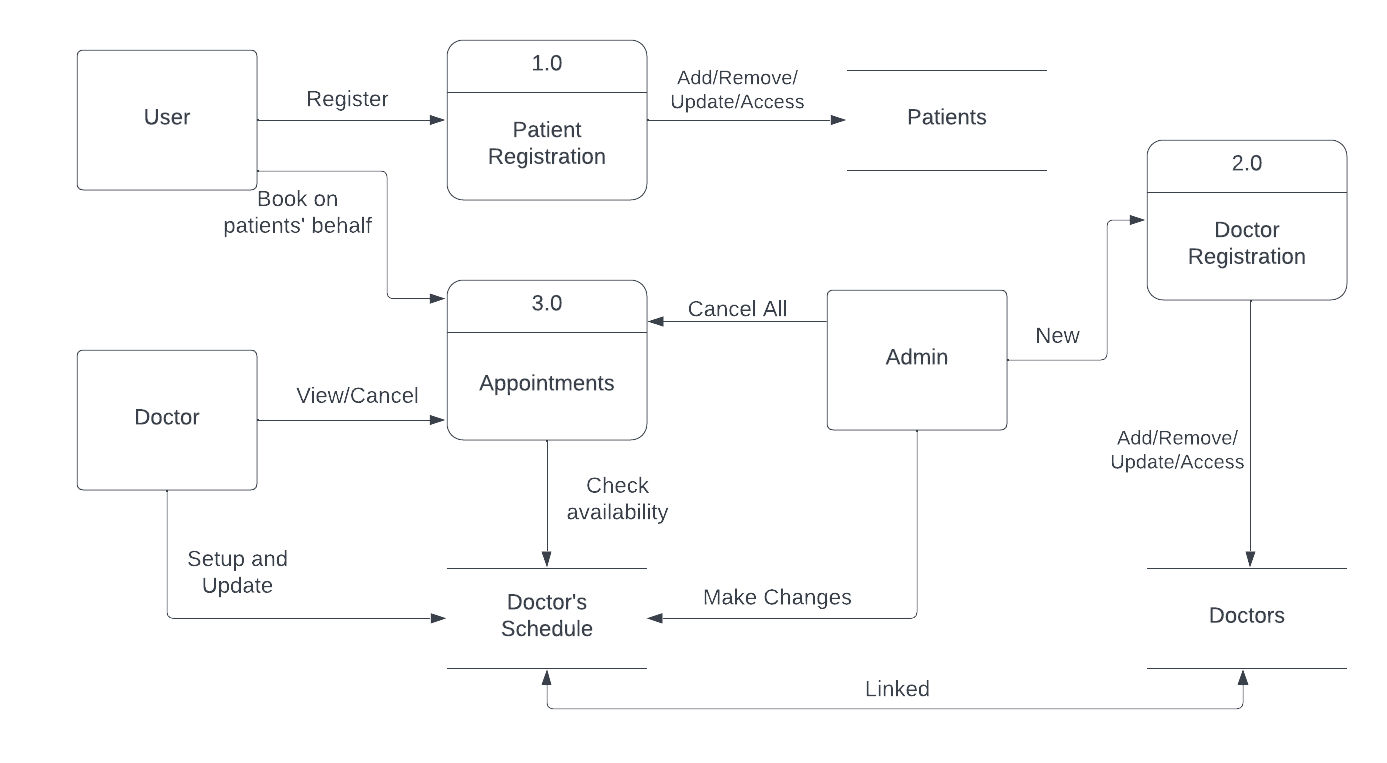 1.0
User
Register
Patient
Registration
Add/Remove/
Update/Access
Patients
2.0
Doctor
Registration
Book on
patients' behalf
3.0
Appointments
Cancel All
Admin
New
Doctor
View/Cancel
Check
availability
Add/Remove/
Update/Access
Setup and
Update
Doctor's
Schedule
Make Changes
Doctors
Linked